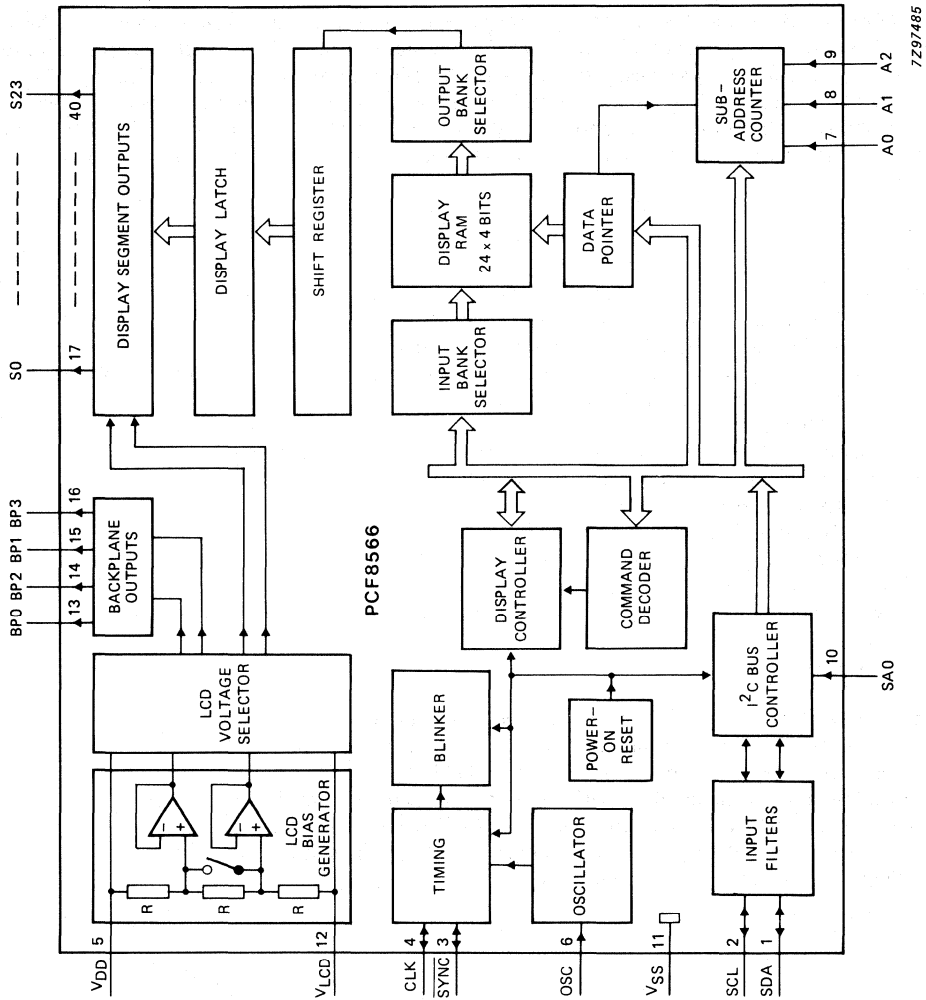 S23
40
S0
17
DISPLAY SEGMENT OUTPUTS
DISPLAY LATCH
SHIFT REGISTER
OUTPUT
BANK
SELECTOR
DISPLAY
RAM
24 x 4 BITS
INPUT
BANK
SELECTOR
DATA
POINTER
SUB-
ADDRESS
COUNTER
9
8
7
A2
A1
A0
7Z97485
BP3
BP1
BP2
BP0
16
15
14
13
BACKPLANE
OUTPUTS
PCF8566
DISPLAY
CONTROLLER
COMMAND
DECODER
LCD
VOLTAGE
SELECTOR
BLINKER
POWER-
ON
RESET
I²C BUS
CONTROLLER
10
SA0
−
+
−
+
LCD
BIAS
GENERATOR
R
R
R
TIMING
OSCILLATOR
INPUT
FILTERS
5
12
4
3
6
11
2
1
VDD
VLCD
CLK
SYNC
OSC
VSS
SCL
SDA